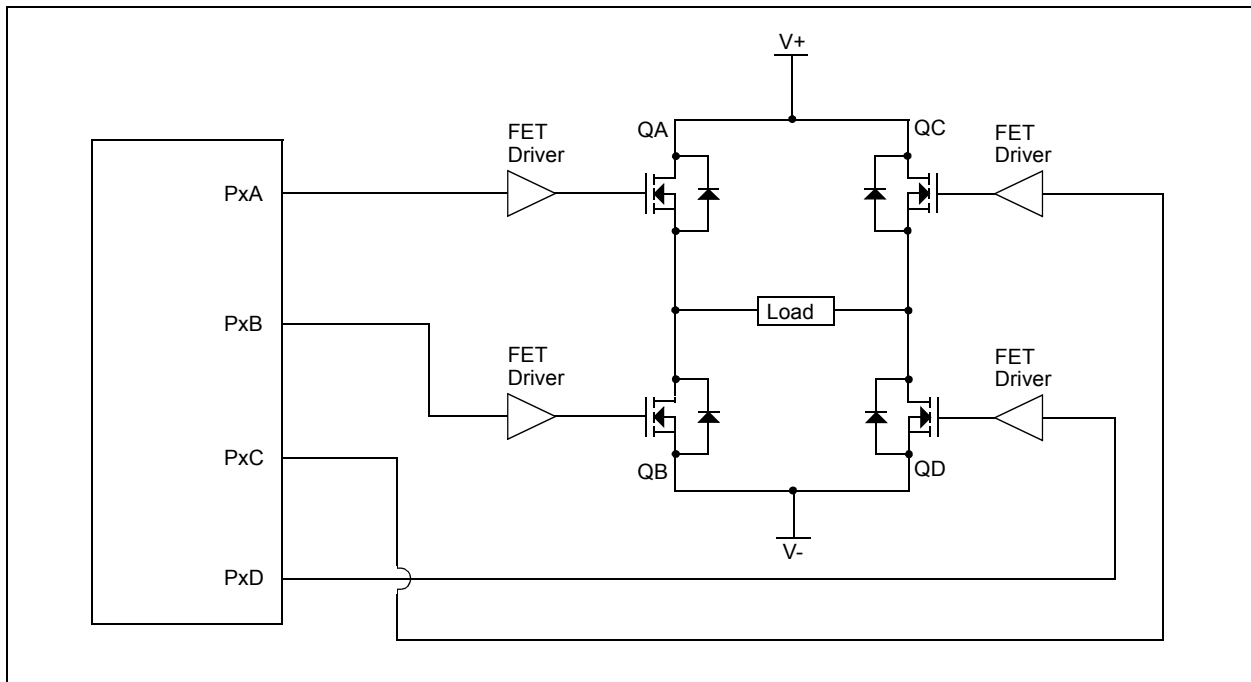 V+
QA
QC
FET
Driver
FET
Driver
PxA
PxB
Load
FET
Driver
FET
Driver
PxC
QB
QD
V-
PxD